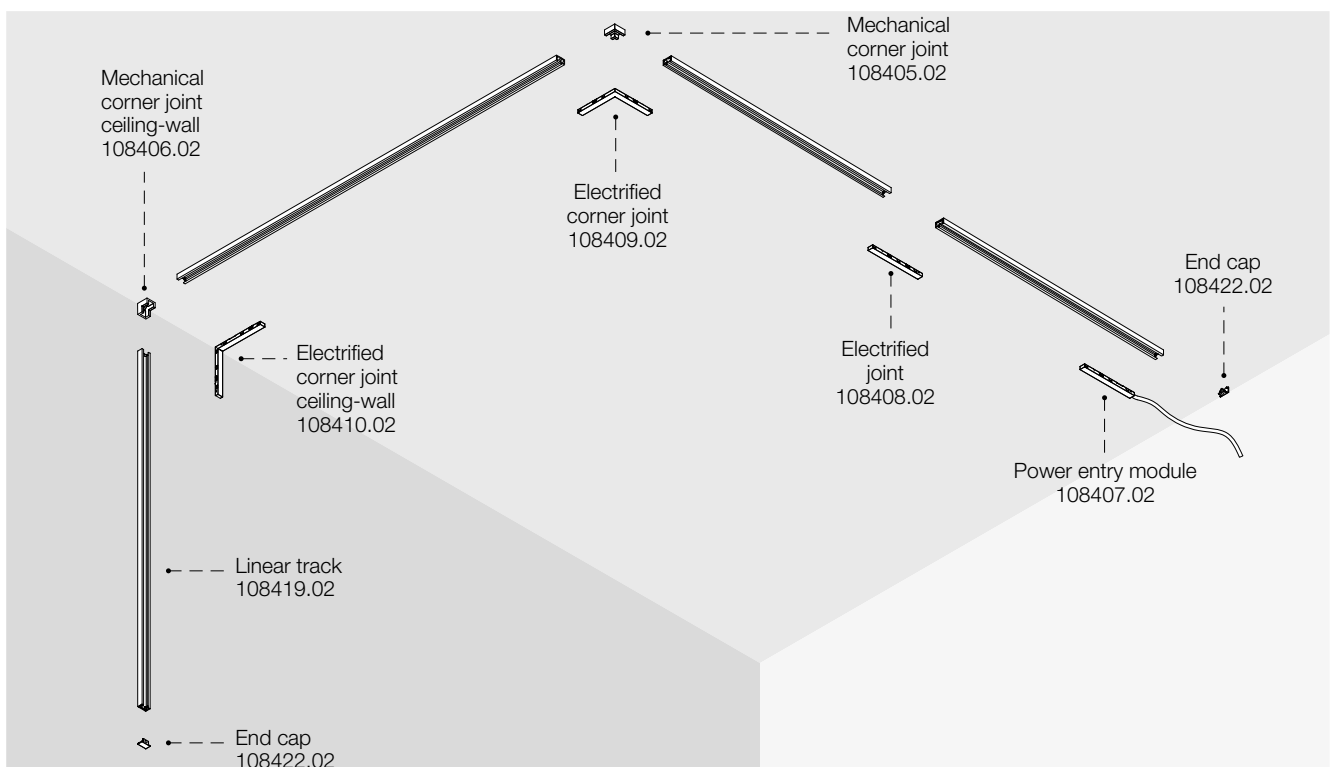 Mechanical
corner joint
108405.02
Mechanical
corner joint
ceiling-wall
108406.02
Electrified
corner joint
108409.02
End cap
108422.02
Electrified
joint
108408.02
Electrified
corner joint
ceiling-wall
108410.02
Power entry module
108407.02
Linear track
108419.02
End cap
108422.02